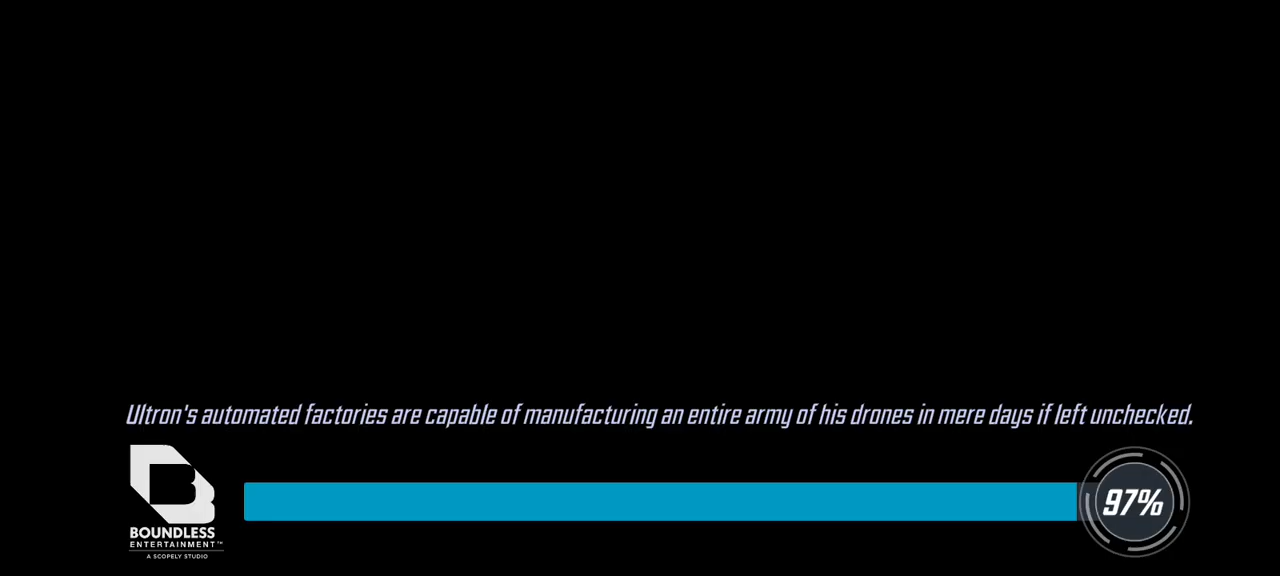 Ultron's automated factories are capable of manufacturing an entire army of his drones in mere days if left unchecked.
97%
BOUNDLESS
ENTERTAINMENT™
A SCOPELY STUDIO